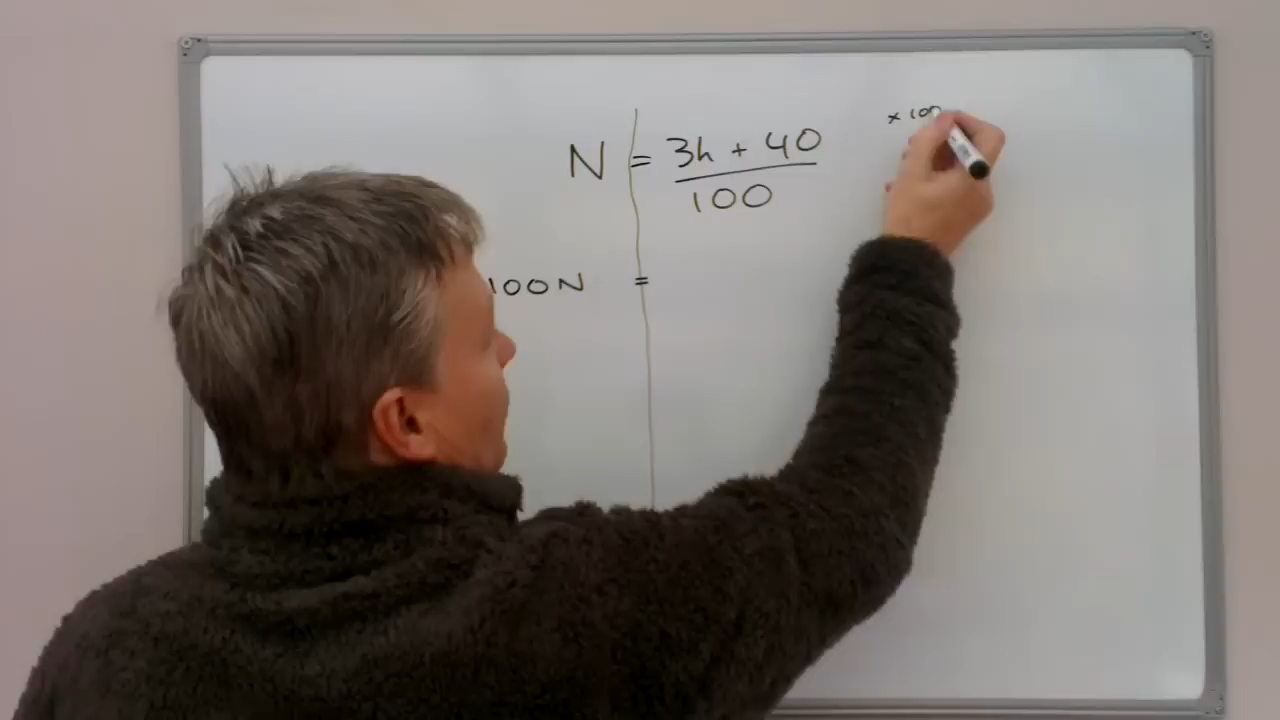 x 100
N = 3h + 40
100
100N =